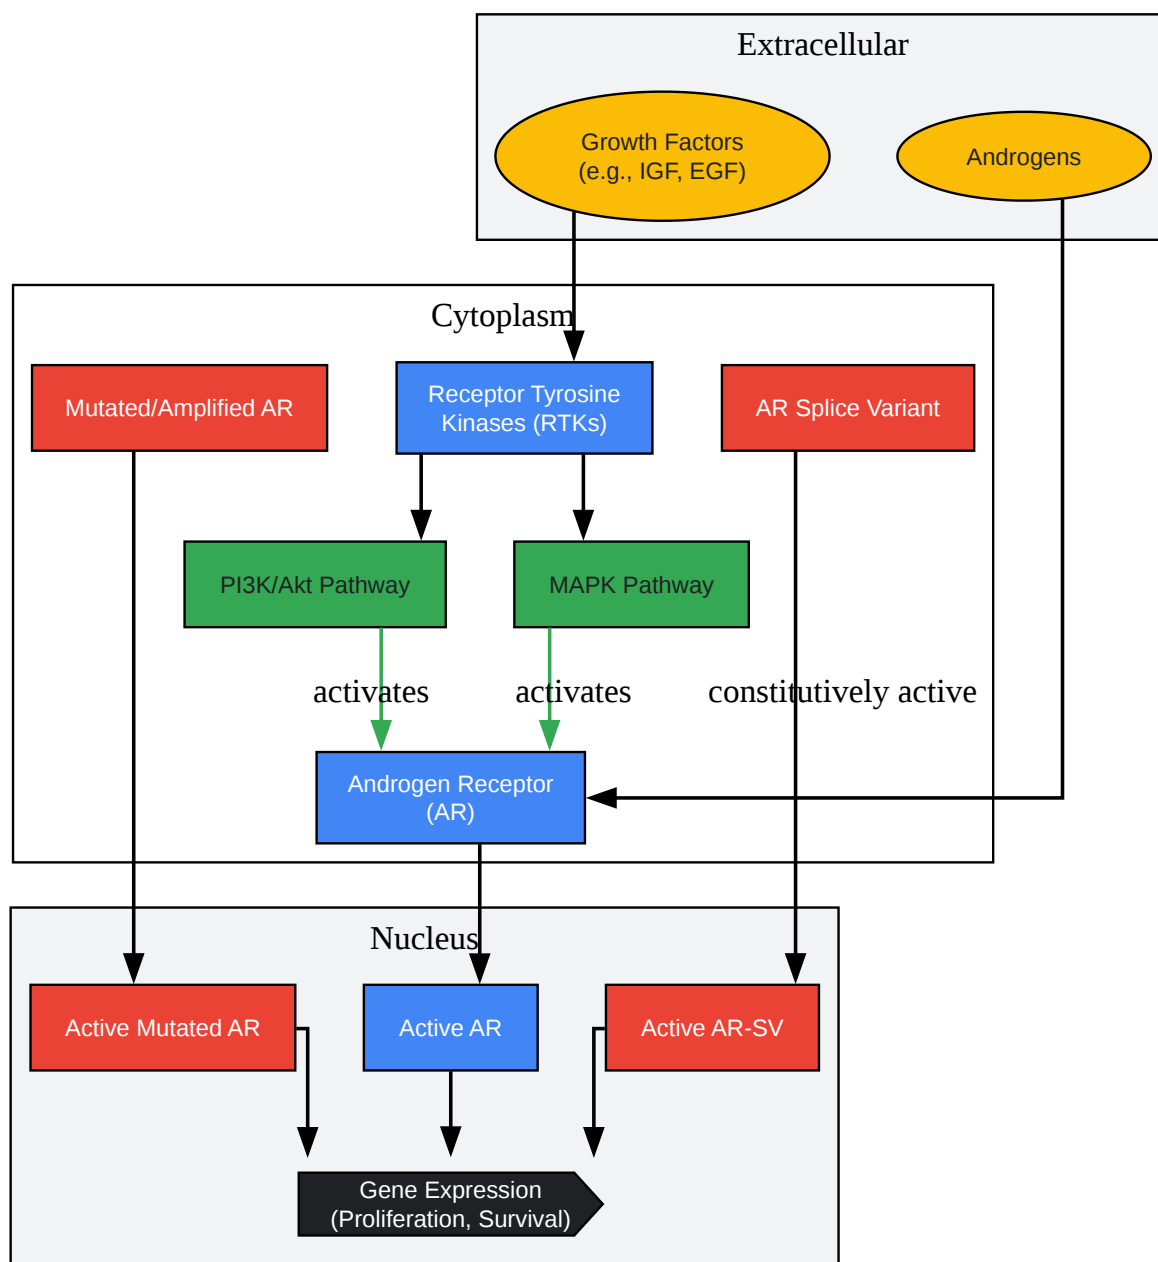 Extracellular
Growth Factors
(e.g., IGF, EGF)
Androgens
Cytoplasm
Mutated/Amplified AR
Receptor Tyrosine
Kinases (RTKs)
AR Splice Variant
PI3K/Akt Pathway
MAPK Pathway
activates
activates
constitutively active
Androgen Receptor
(AR)
Nucleus
Active Mutated AR
Active AR
Active AR-SV
Gene Expression
(Proliferation, Survival)